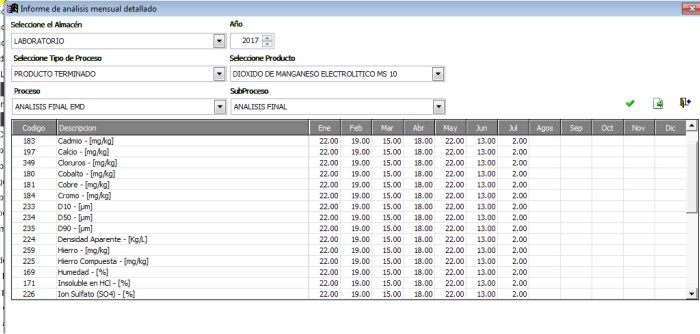 Informe de análisis mensual detallado
Seleccione el Almacén Año
LABORATORIO 2017
Seleccione Tipo de Proceso Seleccione Producto
PRODUCTO TERMINADO DIOXIDO DE MANGANESO ELECTROLITICO MS 10
Proceso SubProceso
ANALISIS FINAL EMD ANALISIS FINAL
Codigo Descripcion Ene Feb Mar Abr May Jun Jul Agos Sep Oct Nov Dic
183 Cadmio - [mg/kg] 22.00 19.00 15.00 18.00 22.00 13.00 2.00
197 Calcio - [mg/kg] 22.00 19.00 15.00 18.00 22.00 13.00 2.00
349 Cloruros - [mg/kg] 22.00 19.00 15.00 18.00 22.00 13.00 2.00
180 Cobalto - [mg/kg] 22.00 19.00 15.00 18.00 22.00 13.00 2.00
181 Cobre - [mg/kg] 22.00 19.00 15.00 18.00 22.00 13.00 2.00
184 Cromo - [mg/kg] 22.00 19.00 15.00 18.00 22.00 13.00 2.00
233 D10 - [µm] 22.00 19.00 15.00 18.00 22.00 13.00 2.00
234 D50 - [µm] 22.00 19.00 15.00 18.00 22.00 13.00 2.00
235 D90 - [µm] 22.00 19.00 15.00 18.00 22.00 13.00 2.00
224 Densidad Aparente - [Kg/L] 22.00 19.00 15.00 18.00 22.00 13.00 2.00
259 Hierro - [mg/kg] 22.00 19.00 15.00 18.00 22.00 13.00 2.00
225 Hierro Compuesta - [mg/kg] 22.00 19.00 15.00 18.00 22.00 13.00 2.00
169 Humedad - [%] 22.00 19.00 15.00 18.00 22.00 13.00 2.00
171 Insoluble en HCl - [%] 22.00 19.00 15.00 18.00 22.00 13.00 2.00
226 Ion Sulfato (SO4) - [%] 22.00 19.00 15.00 18.00 22.00 13.00 2.00